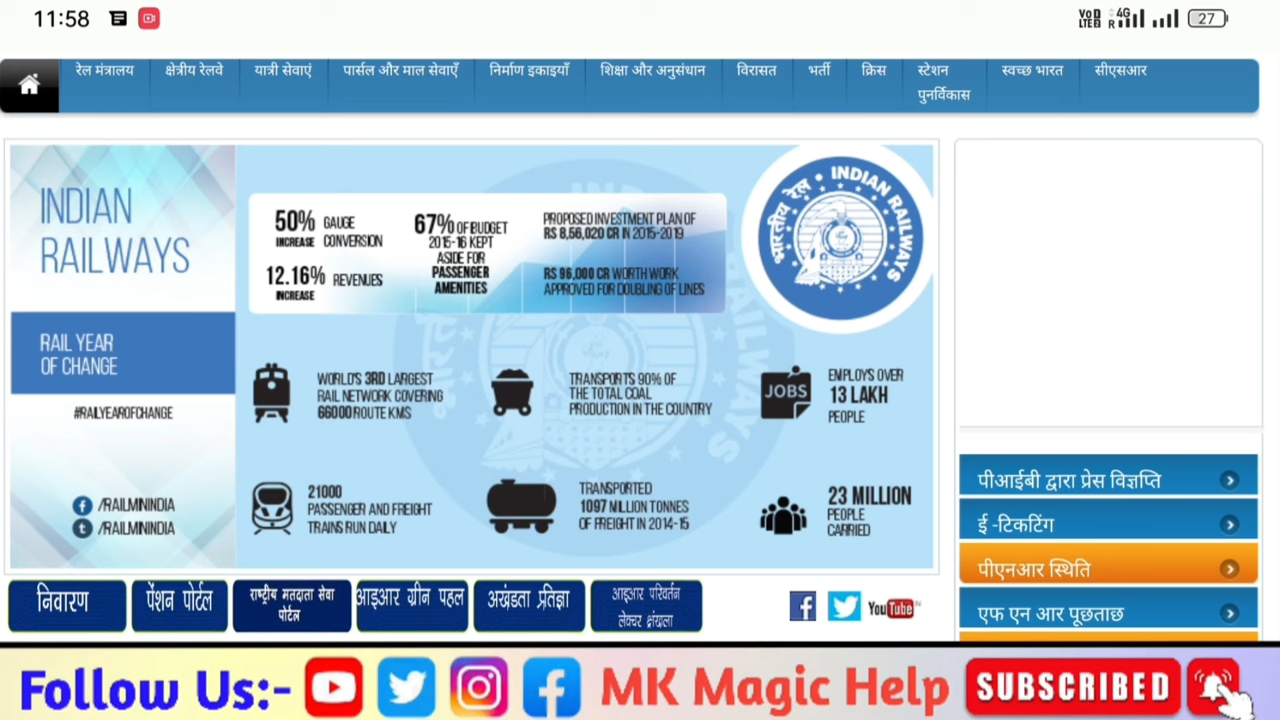 11:58
VoD LTE2 4G R 27
रेल मंत्रालय
क्षेत्रीय रेलवे
यात्री सेवाएं
पार्सल और माल सेवाएँ
निर्माण इकाइयाँ
शिक्षा और अनुसंधान
विरासत
भर्ती
क्रिस
स्टेशन
पुनर्विकास
स्वच्छ भारत
सीएसआर
INDIAN
RAILWAYS
RAIL YEAR
OF CHANGE
#RAILYEAROFCHANGE
/RAILMININDIA
/RAILMININDIA
50% INCREASE GAUGE CONVERSION
12.16% INCREASE REVENUES
67% OF BUDGET
2015-16 KEPT
ASIDE FOR
PASSENGER
AMENITIES
PROPOSED INVESTMENT PLAN OF
RS 8,56,020 CR IN 2015-2019
RS 96,000 CR WORTH WORK
APPROVED FOR DOUBLING OF LINES
भारतीय रेल • INDIAN RAILWAYS
WORLD'S 3RD LARGEST
RAIL NETWORK COVERING
66000 ROUTE KMS
TRANSPORTS 90% OF
THE TOTAL COAL
PRODUCTION IN THE COUNTRY
JOBS
EMPLOYS OVER
13 LAKH
PEOPLE
21000
PASSENGER AND FREIGHT
TRAINS RUN DAILY
TRANSPORTED
1097 MILLION TONNES
OF FREIGHT IN 2014-15
23 MILLION
PEOPLE
CARRIED
पीआईबी द्वारा प्रेस विज्ञप्ति
ई -टिकटिंग
पीएनआर स्थिति
एफ एन आर पूछताछ
निवारण
पेंशन पोर्टल
राष्ट्रीय मतदाता सेवा
पोर्टल
आइआर ग्रीन पहल
अखंडता प्रतिज्ञा
आइआर परिवर्तन
लेक्चर श्रंखला
YouTube
Follow Us:- MK Magic Help SUBSCRIBED